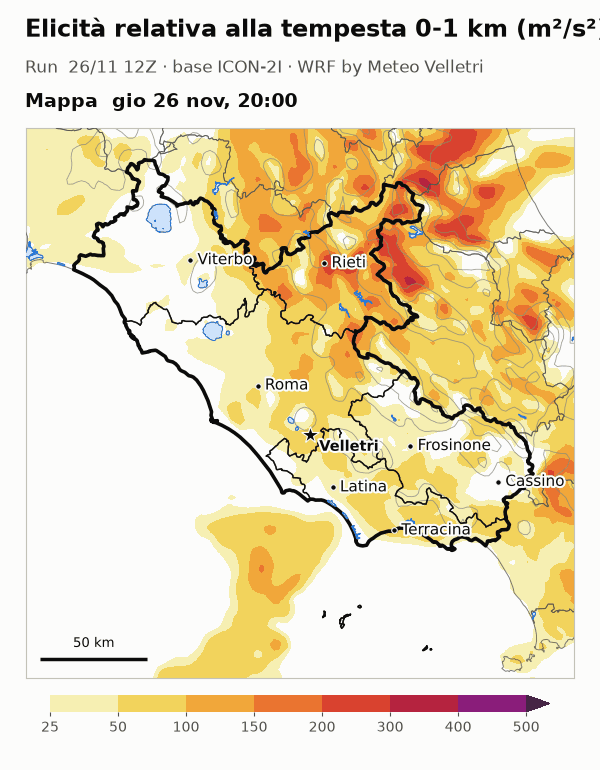 Elicità relativa alla tempesta 0-1 km (m²/s²)
Run 26/11 12Z · base ICON-2I · WRF by Meteo Velletri
Mappa gio 26 nov, 20:00
Viterbo
Rieti
Roma
Velletri
Frosinone
Cassino
Latina
Terracina
50 km
25 50 100 150 200 300 400 500